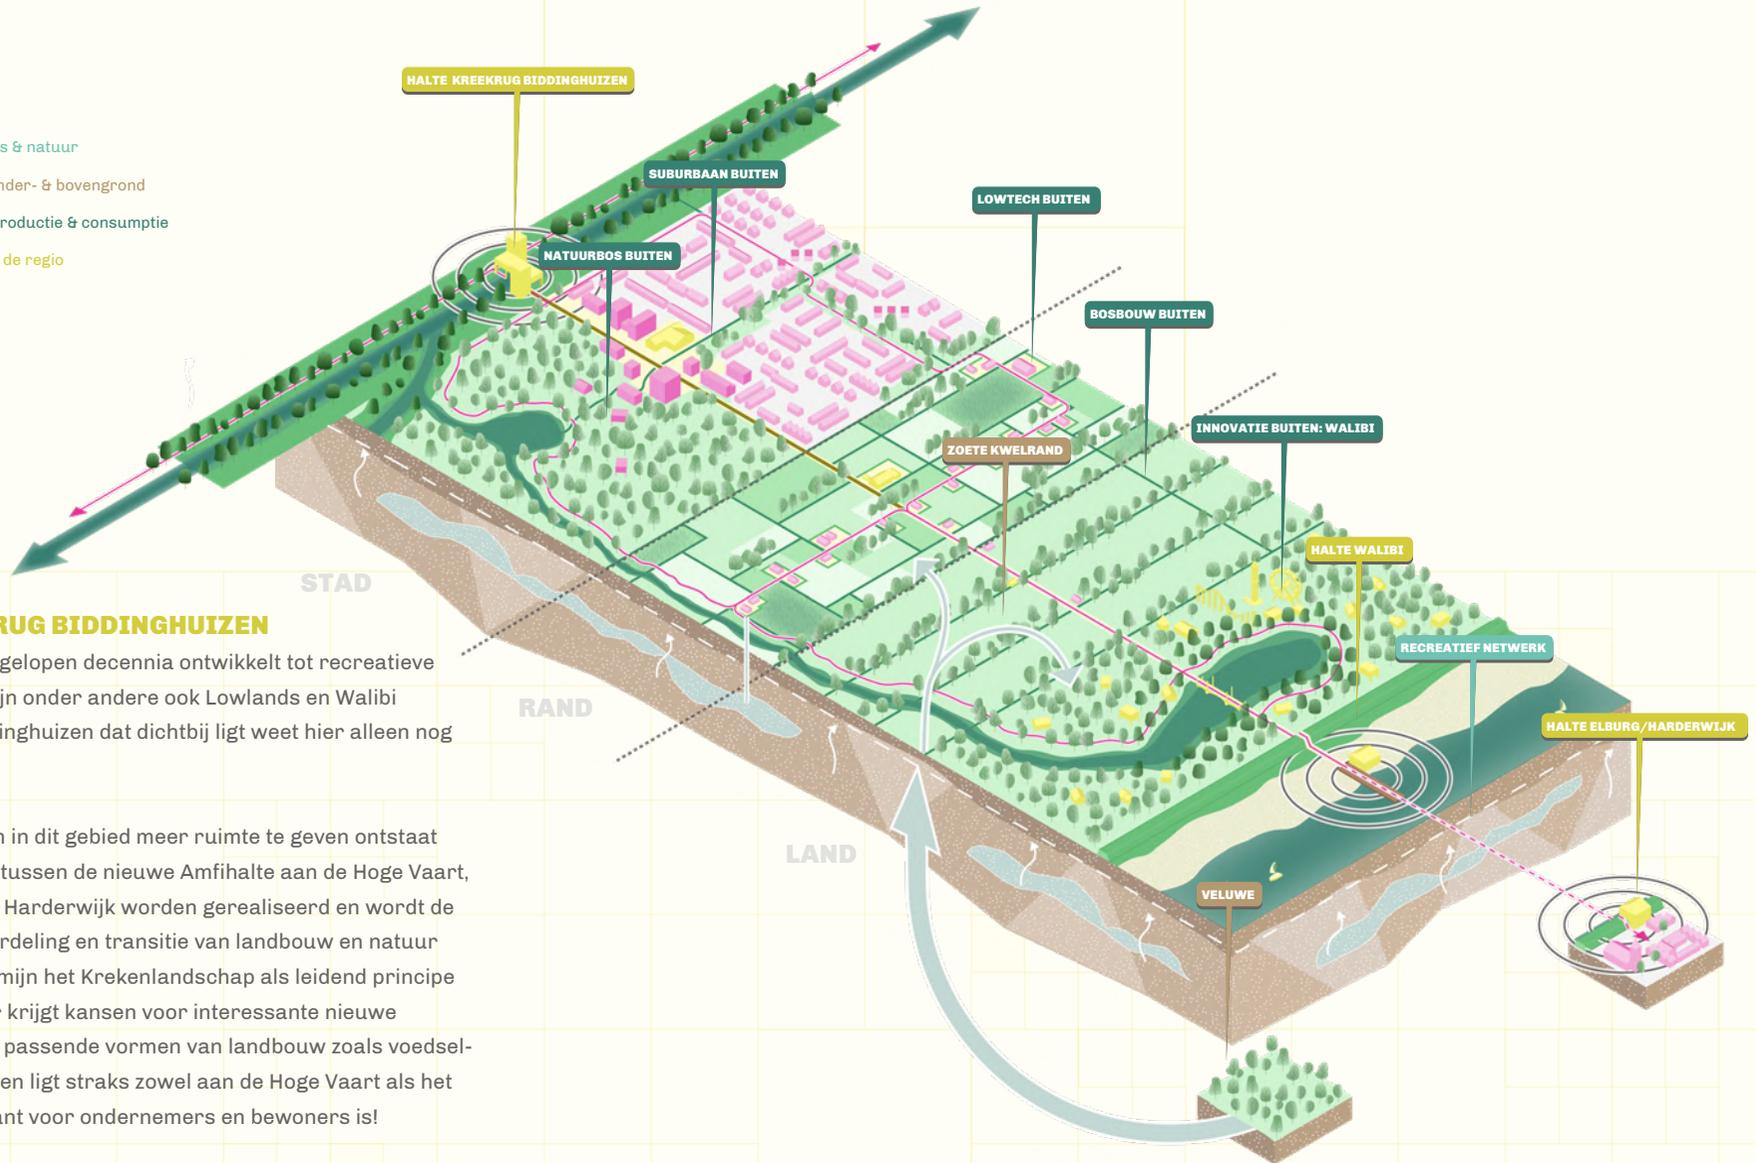 HALTE KREEKRUG BIDDINGHUIZEN
s & natuur
nder- & bovengrond
roductie & consumptie
de regio
SUBURBAAN BUITEN
LOWTECH BUITEN
NATUURBOS BUITEN
BOSBOUW BUITEN
INNOVATIE BUITEN: WALIBI
ZOETE KWELRAND
HALTE WALIBI
RECREATIEF NETWERK
HALTE ELBURG/HARDERWIJK
VELUWE
STAD
RAND
LAND
RUG BIDDINGHUIZEN
gelopen decennia ontwikkelt tot recreatieve
jn onder andere ook Lowlands en Walibi
inghuizen dat dichtbij ligt weet hier alleen nog
n in dit gebied meer ruimte te geven ontstaat
tussen de nieuwe Amfihalte aan de Hoge Vaart,
Harderwijk worden gerealiseerd en wordt de
rdeling en transitie van landbouw en natuur
mijn het Krekenlandschap als leidend principe
r krijgt kansen voor interessante nieuwe
passende vormen van landbouw zoals voedsel-
en ligt straks zowel aan de Hoge Vaart als het
ant voor ondernemers en bewoners is!